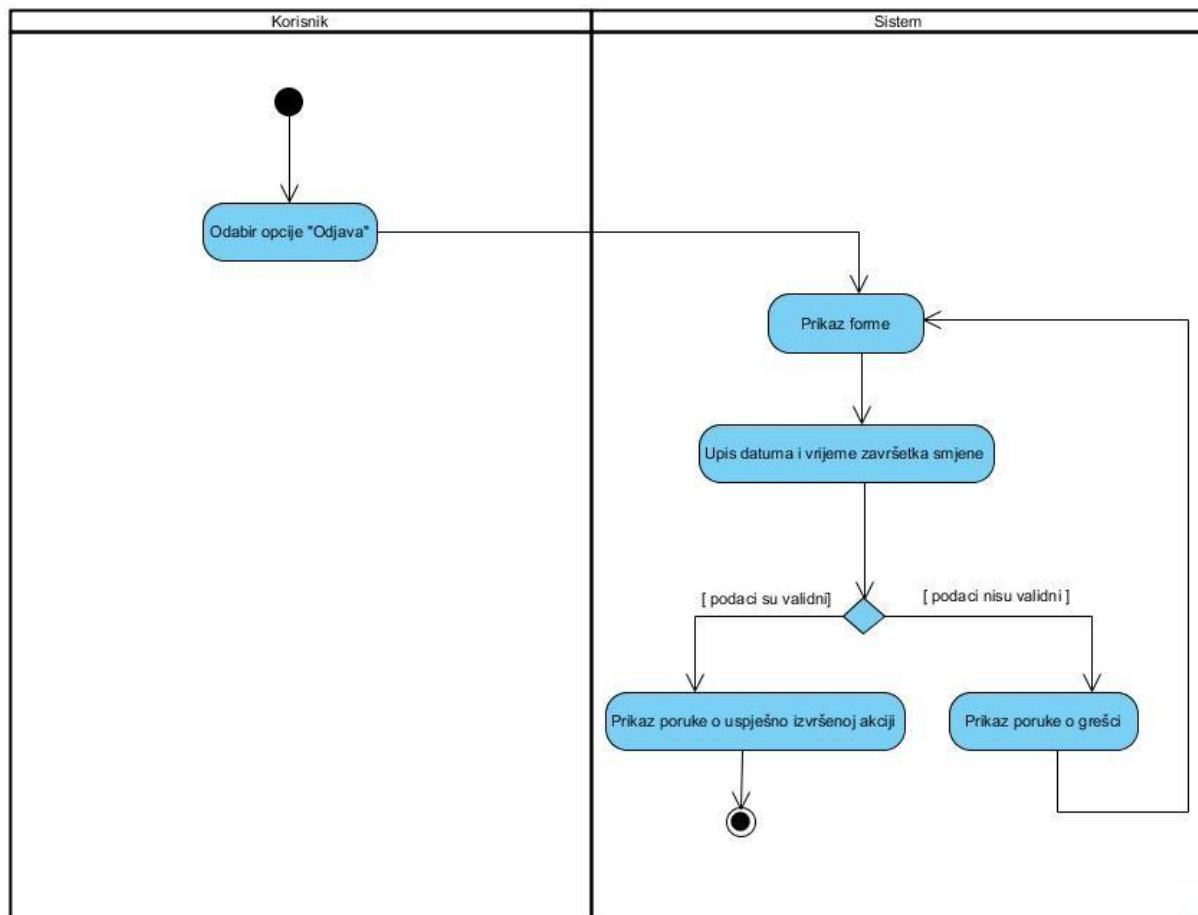 Korisnik
Sistem
Odabir opcije "Odjava"
Prikaz forme
Upis datuma i vrijeme završetka smjene
[ podaci su validni]
[ podaci nisu validni ]
Prikaz poruke o uspješno izvršenoj akciji
Prikaz poruke o grešci